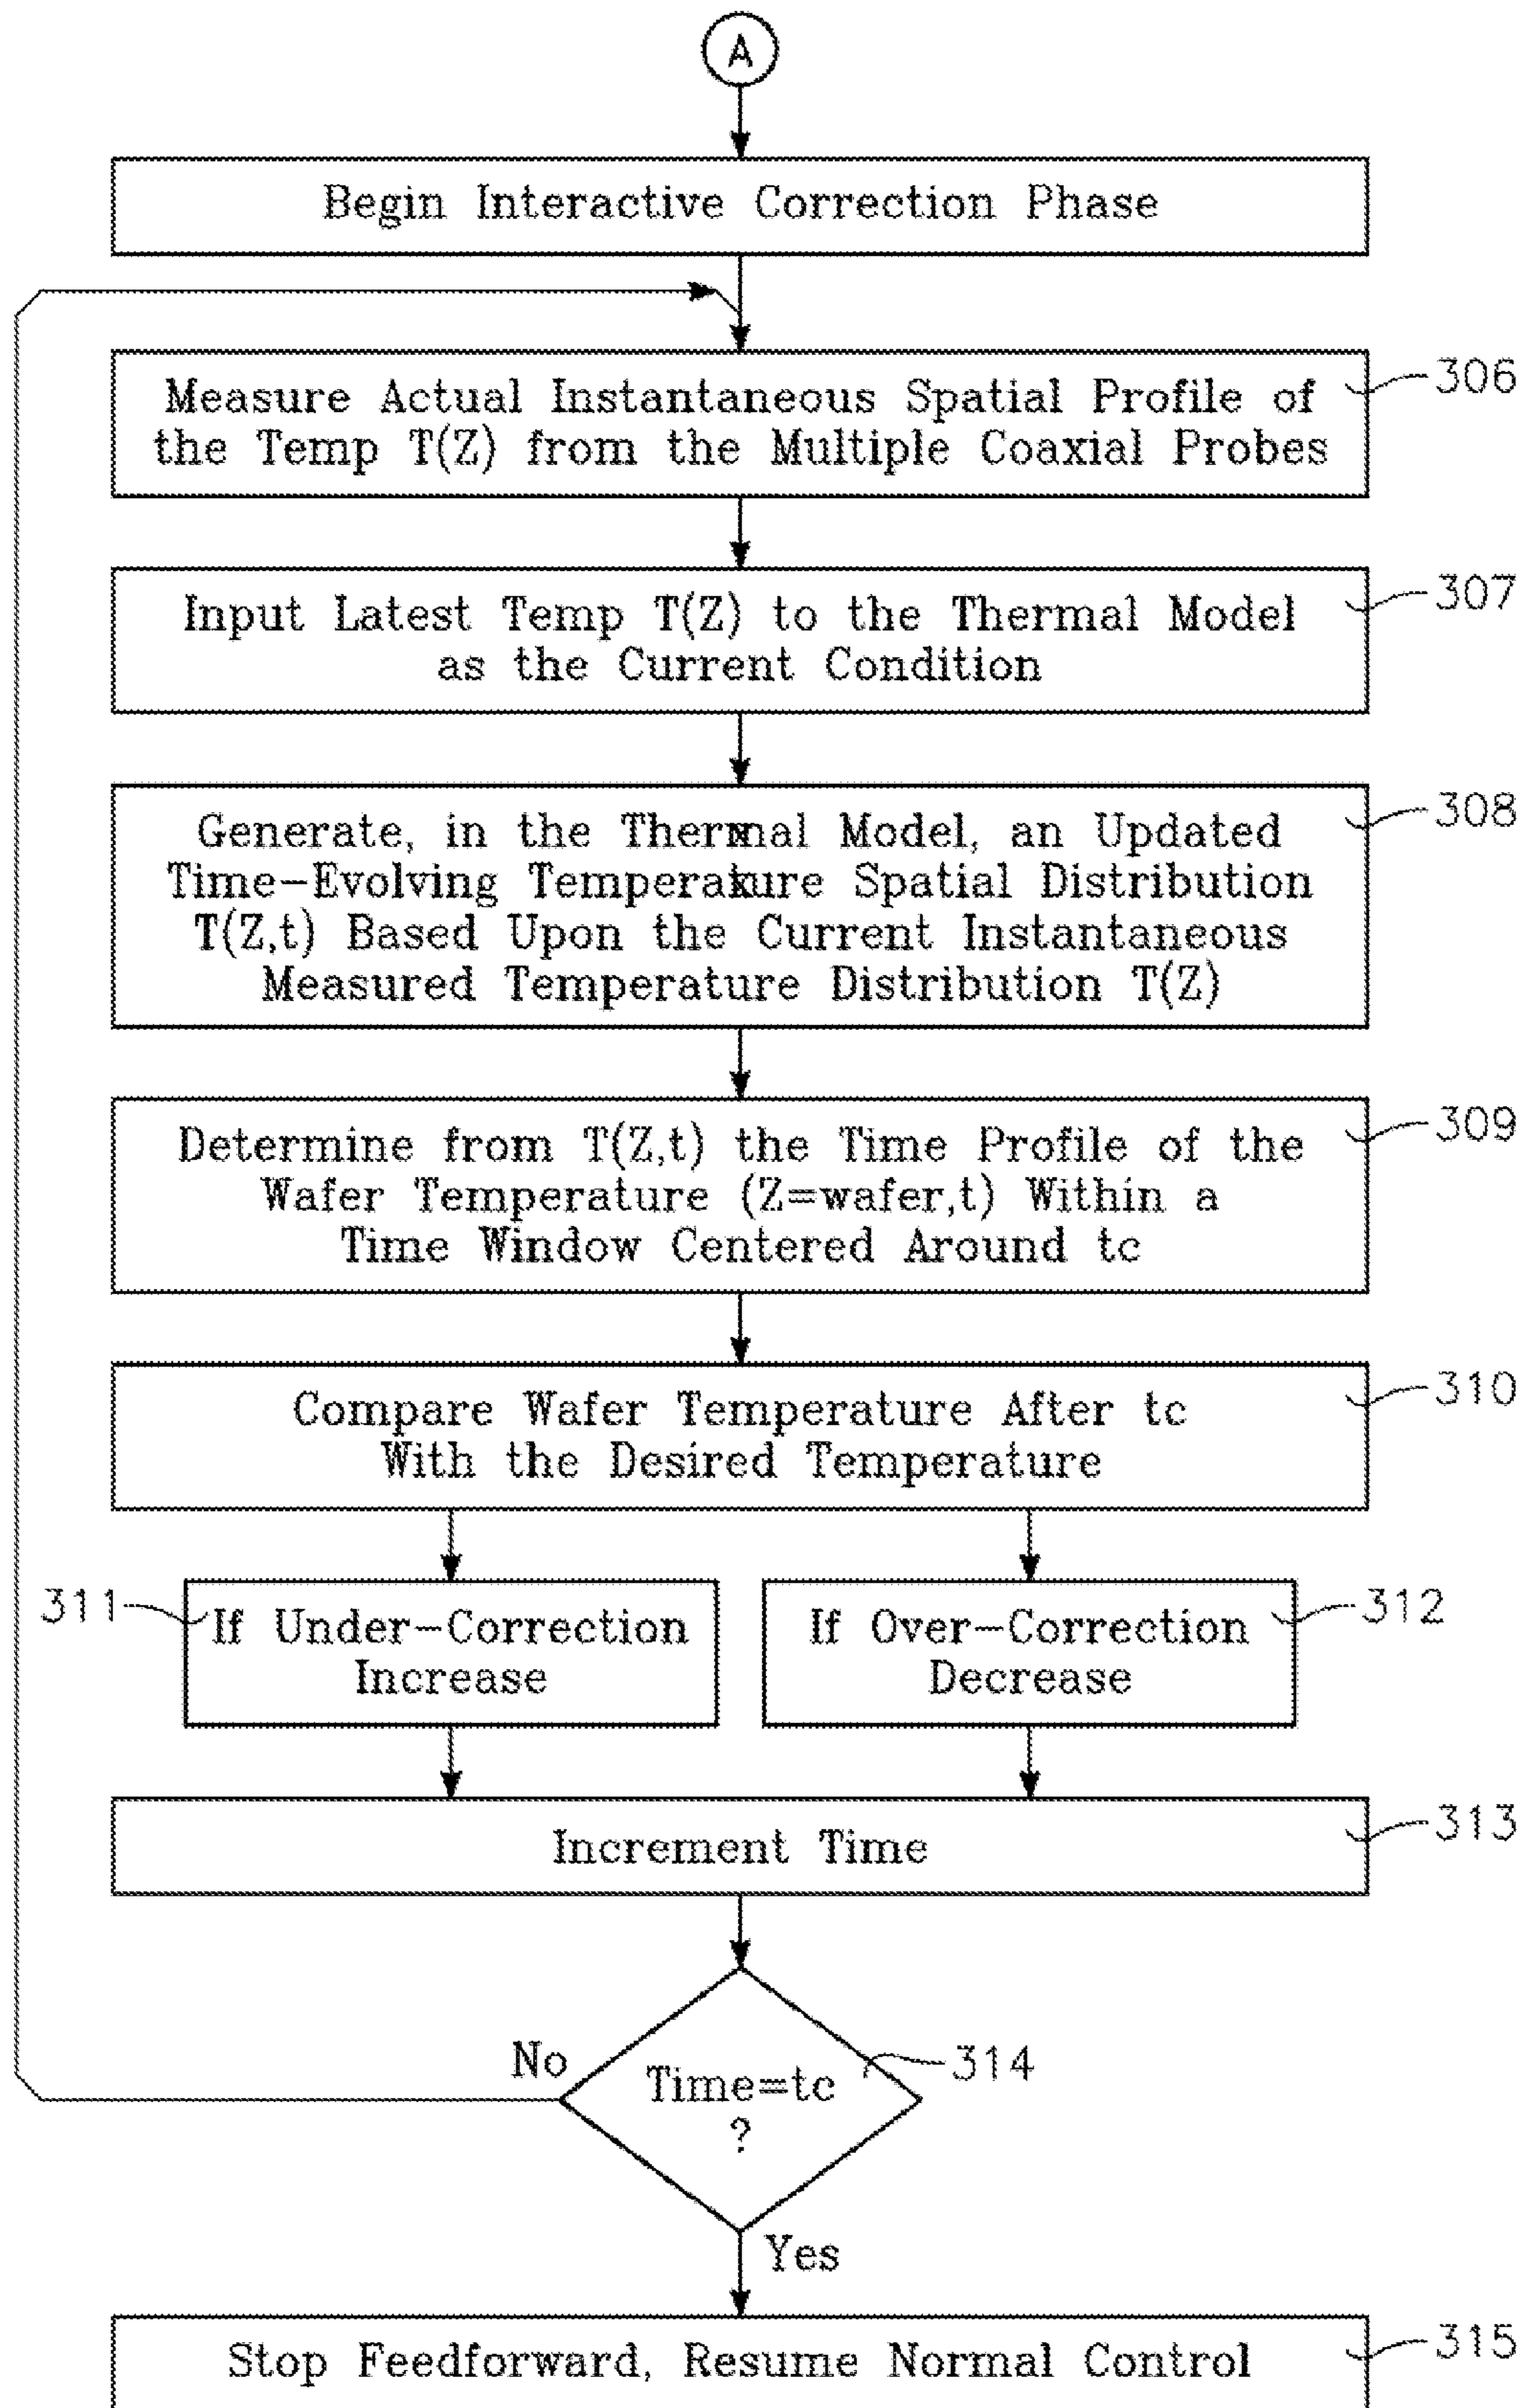 A
Begin Interactive Correction Phase
Measure Actual Instantaneous Spatial Profile of
the Temp T(Z) from the Multiple Coaxial Probes
306
Input Latest Temp T(Z) to the Thermal Model
as the Current Condition
307
Generate, in the Thermal Model, an Updated
Time-Evolving Temperature Spatial Distribution
T(Z,t) Based Upon the Current Instantaneous
Measured Temperature Distribution T(Z)
308
Determine from T(Z,t) the Time Profile of the
Wafer Temperature (Z=wafer,t) Within a
Time Window Centered Around tc
309
Compare Wafer Temperature After tc
With the Desired Temperature
310
311
If Under-Correction
Increase
If Over-Correction
Decrease
312
Increment Time
313
No
Time=tc
?
314
Yes
Stop Feedforward, Resume Normal Control
315